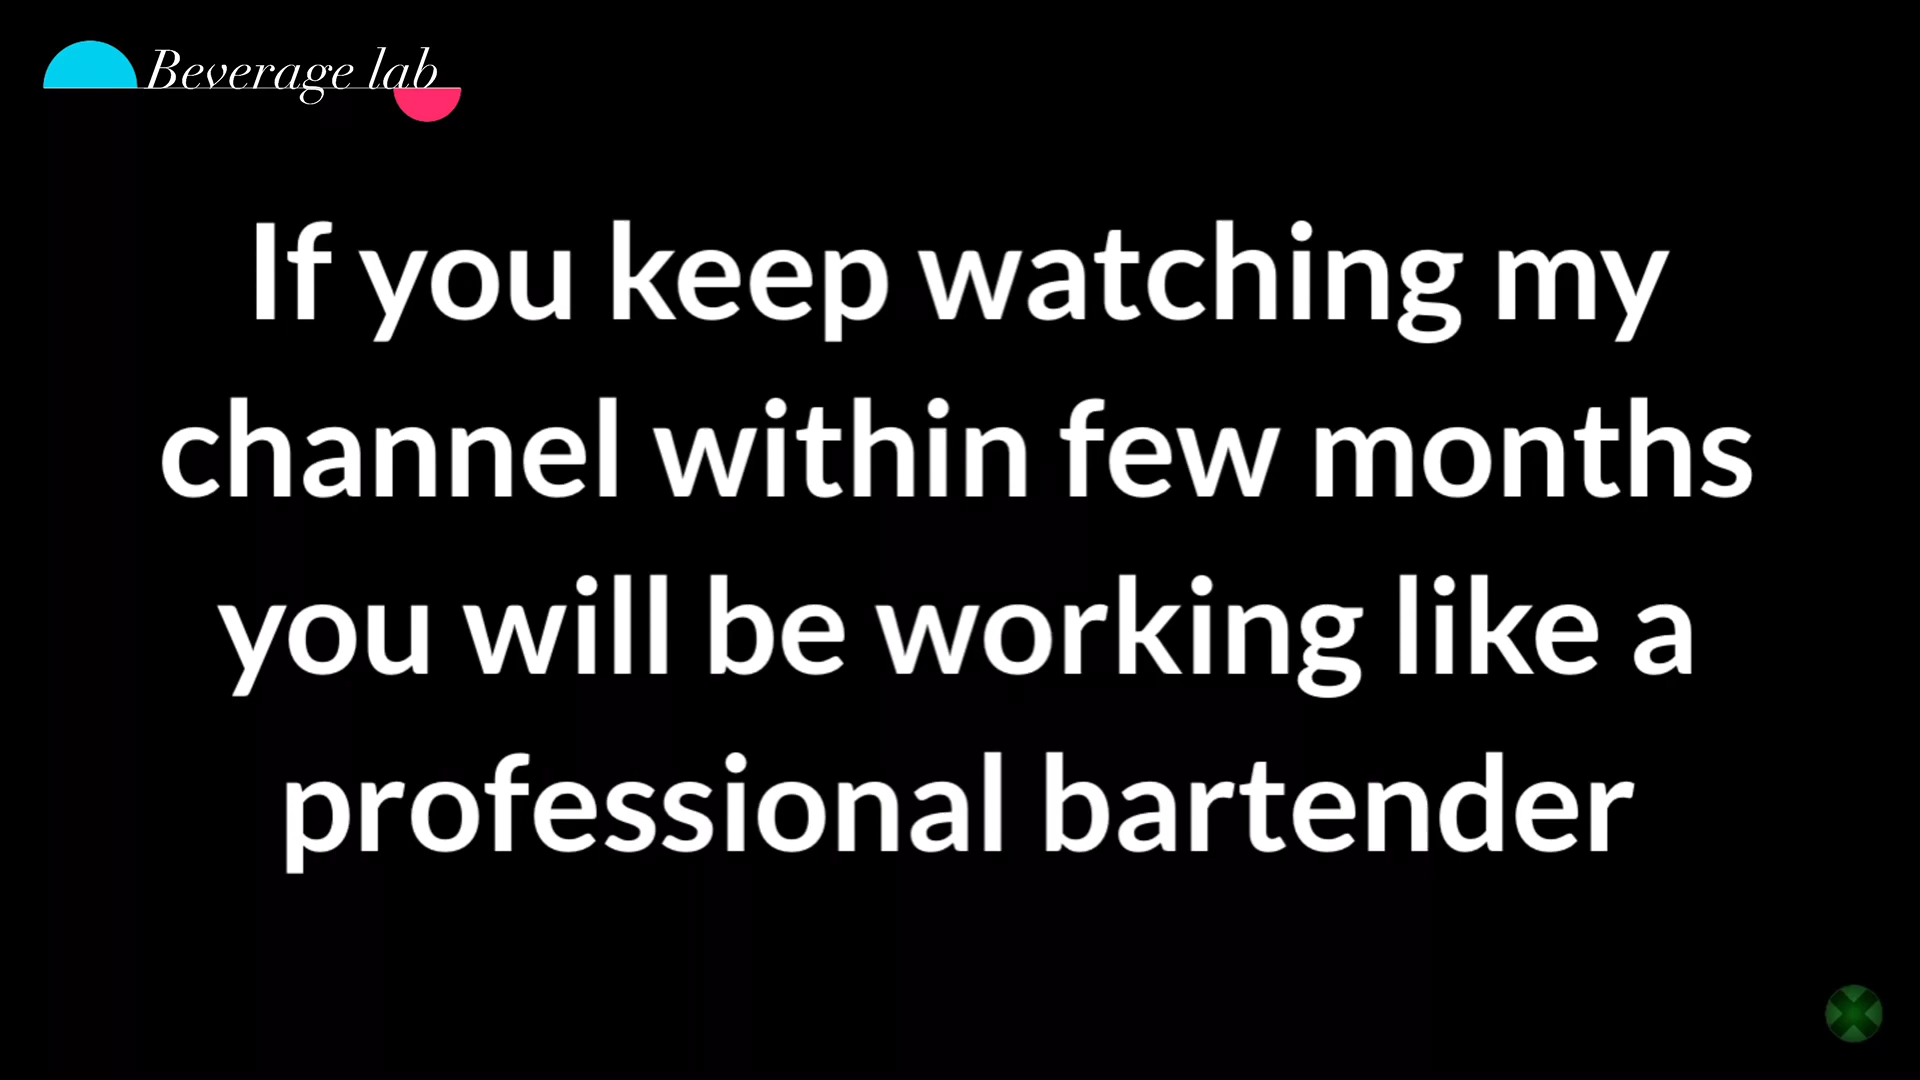 Beverage lab
If you keep watching my
channel within few months
you will be working like a
professional bartender